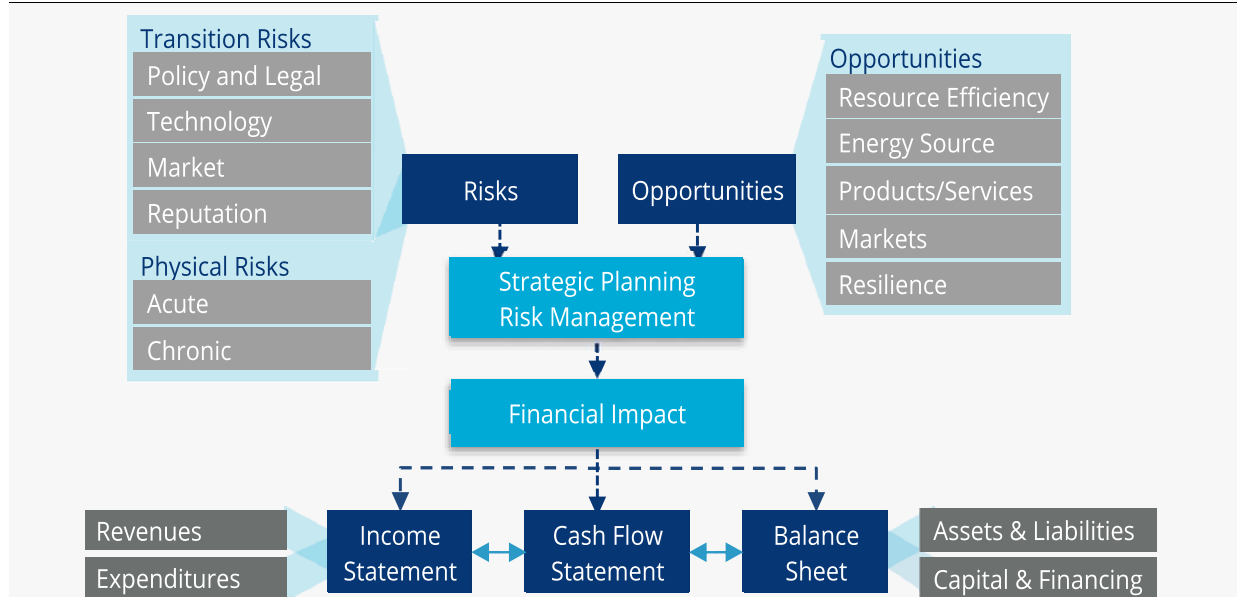 Transition Risks
Policy and Legal
Technology
Market
Reputation
Physical Risks
Acute
Chronic
Risks
Opportunities
Opportunities
Resource Efficiency
Energy Source
Products/Services
Markets
Resilience
Strategic Planning
Risk Management
Financial Impact
Revenues
Expenditures
Income
Statement
Cash Flow
Statement
Balance
Sheet
Assets & Liabilities
Capital & Financing